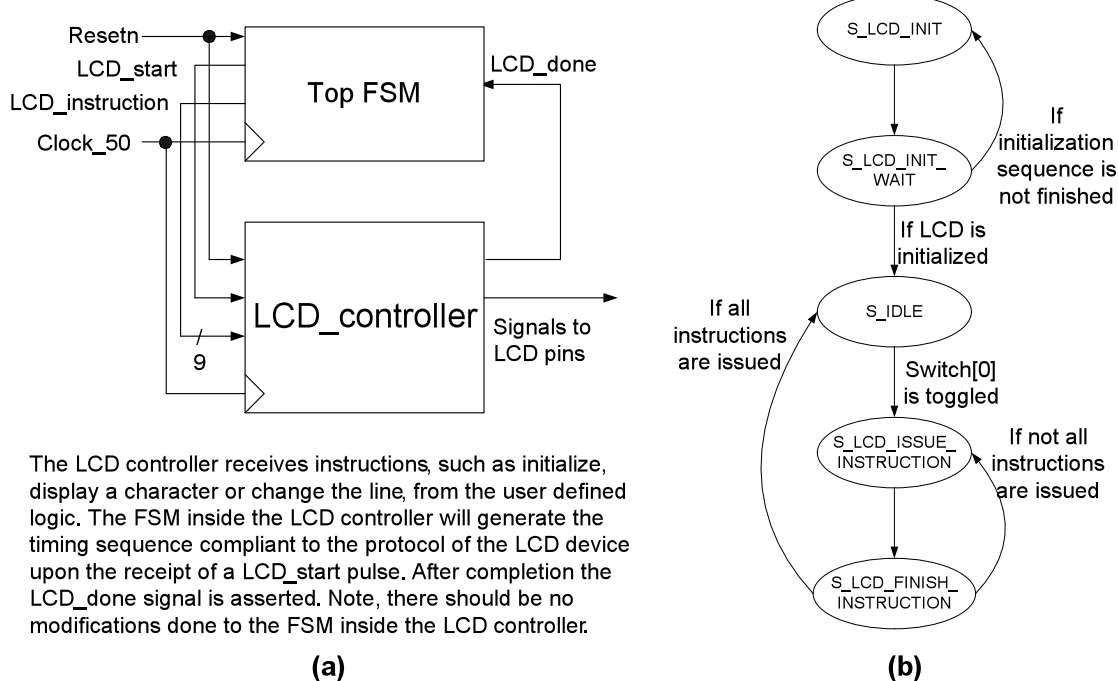 Resetn
LCD_start
LCD_instruction
Clock_50
Top FSM
LCD_done
LCD_controller
9
Signals to
LCD pins
The LCD controller receives instructions, such as initialize,
display a character or change the line, from the user defined
logic. The FSM inside the LCD controller will generate the
timing sequence compliant to the protocol of the LCD device
upon the receipt of a LCD_start pulse. After completion the
LCD_done signal is asserted. Note, there should be no
modifications done to the FSM inside the LCD controller.
(a)
S_LCD_INIT
If
initialization
sequence is
not finished
S_LCD_INIT_
WAIT
If LCD is
initialized
S_IDLE
If all
instructions
are issued
Switch[0]
is toggled
S_LCD_ISSUE_
INSTRUCTION
If not all
instructions
are issued
S_LCD_FINISH_
INSTRUCTION
(b)